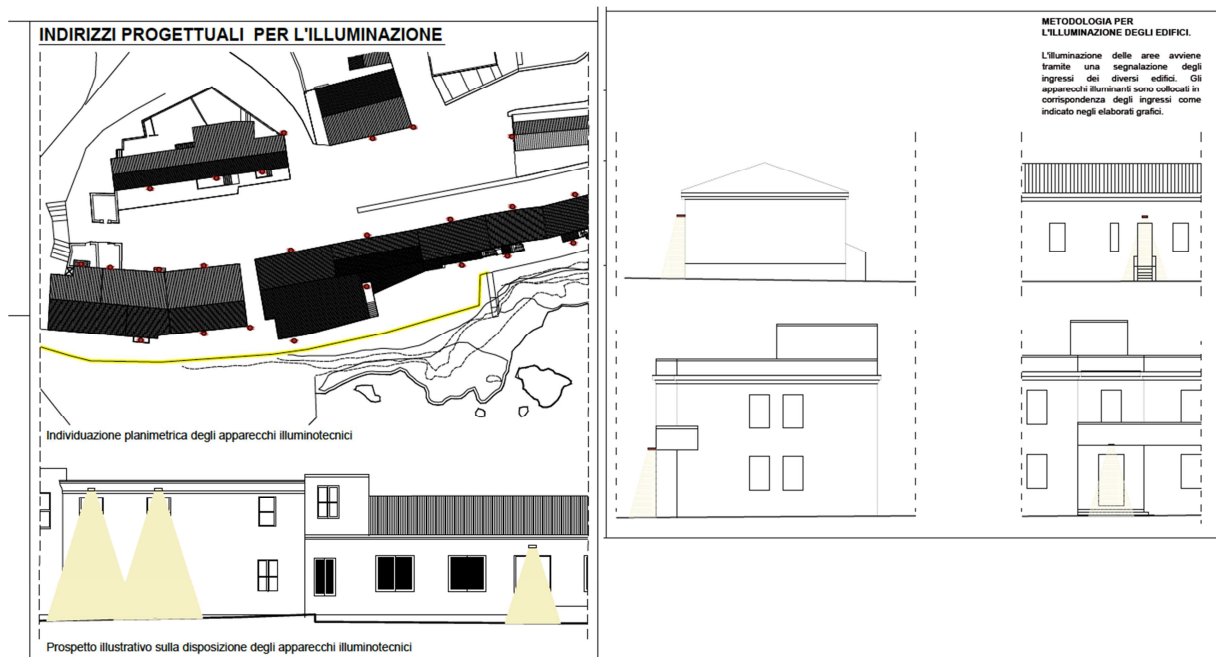 INDIRIZZI PROGETTUALI PER L'ILLUMINAZIONE
Individuazione planimetrica degli apparecchi illuminotecnici
Prospetto illustrativo sulla disposizione degli apparecchi illuminotecnici
METODOLOGIA PER
L'ILLUMINAZIONE DEGLI EDIFICI.
L'illuminazione delle aree avviene
tramite una segnalazione degli
ingressi dei diversi edifici. Gli
apparecchi illuminanti sono collocati in
corrispondenza degli ingressi come
indicato negli elaborati grafici.